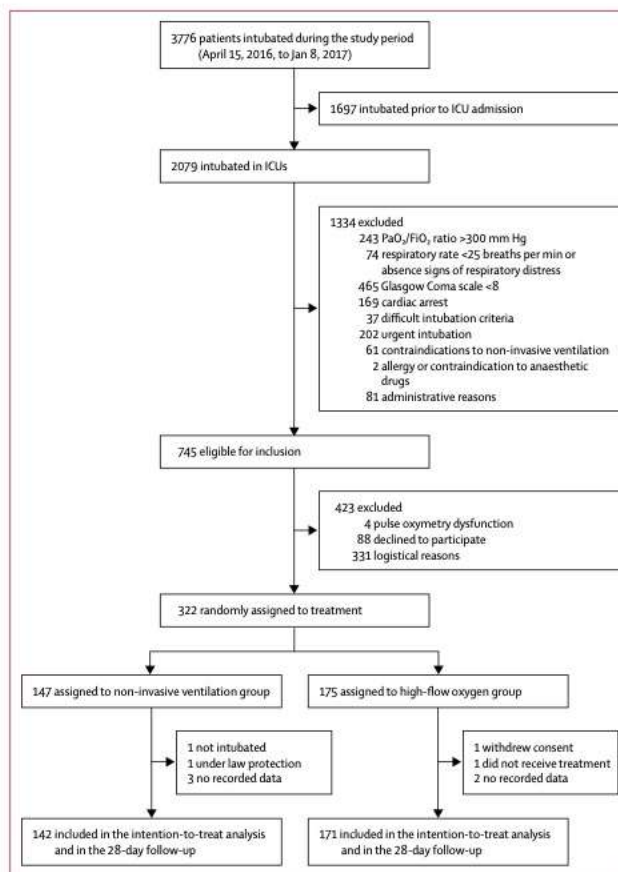 3776 patients intubated during the study period
(April 15, 2016, to Jan 8, 2017)
1697 intubated prior to ICU admission
2079 intubated in ICUs
1334 excluded
243 PaO₂/FiO₂ ratio >300 mm Hg
74 respiratory rate <25 breaths per min or
absence signs of respiratory distress
465 Glasgow Coma scale <8
169 cardiac arrest
37 difficult intubation criteria
202 urgent intubation
61 contraindications to non-invasive ventilation
2 allergy or contraindication to anaesthetic
drugs
81 administrative reasons
745 eligible for inclusion
423 excluded
4 pulse oxymetry dysfunction
88 declined to participate
331 logistical reasons
322 randomly assigned to treatment
147 assigned to non-invasive ventilation group
175 assigned to high-flow oxygen group
1 not intubated
1 under law protection
3 no recorded data
1 withdrew consent
1 did not receive treatment
2 no recorded data
142 included in the intention-to-treat analysis
and in the 28-day follow-up
171 included in the intention-to-treat analysis
and in the 28-day follow-up